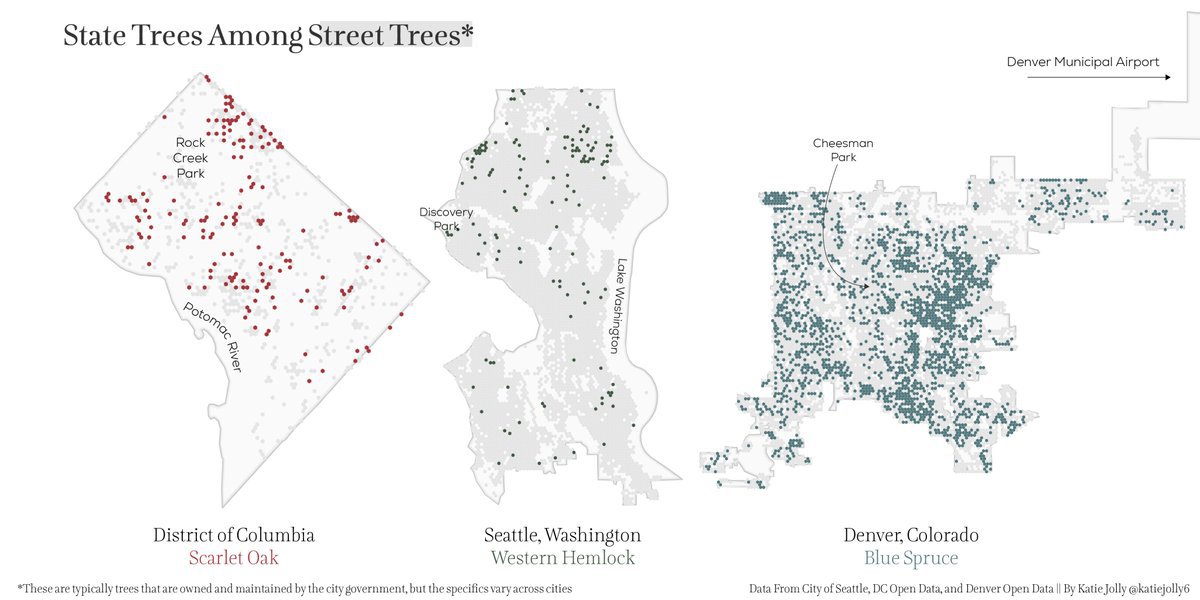 State Trees Among Street Trees*
Denver Municipal Airport
Rock
Creek
Park
Cheesman
Park
Discovery
Park
Lake Washington
Potomac River
District of Columbia
Scarlet Oak
Seattle, Washington
Western Hemlock
Denver, Colorado
Blue Spruce
*These are typically trees that are owned and maintained by the city government, but the specifics vary across cities
Data From City of Seattle, DC Open Data, and Denver Open Data || By Katie Jolly @katiejolly6